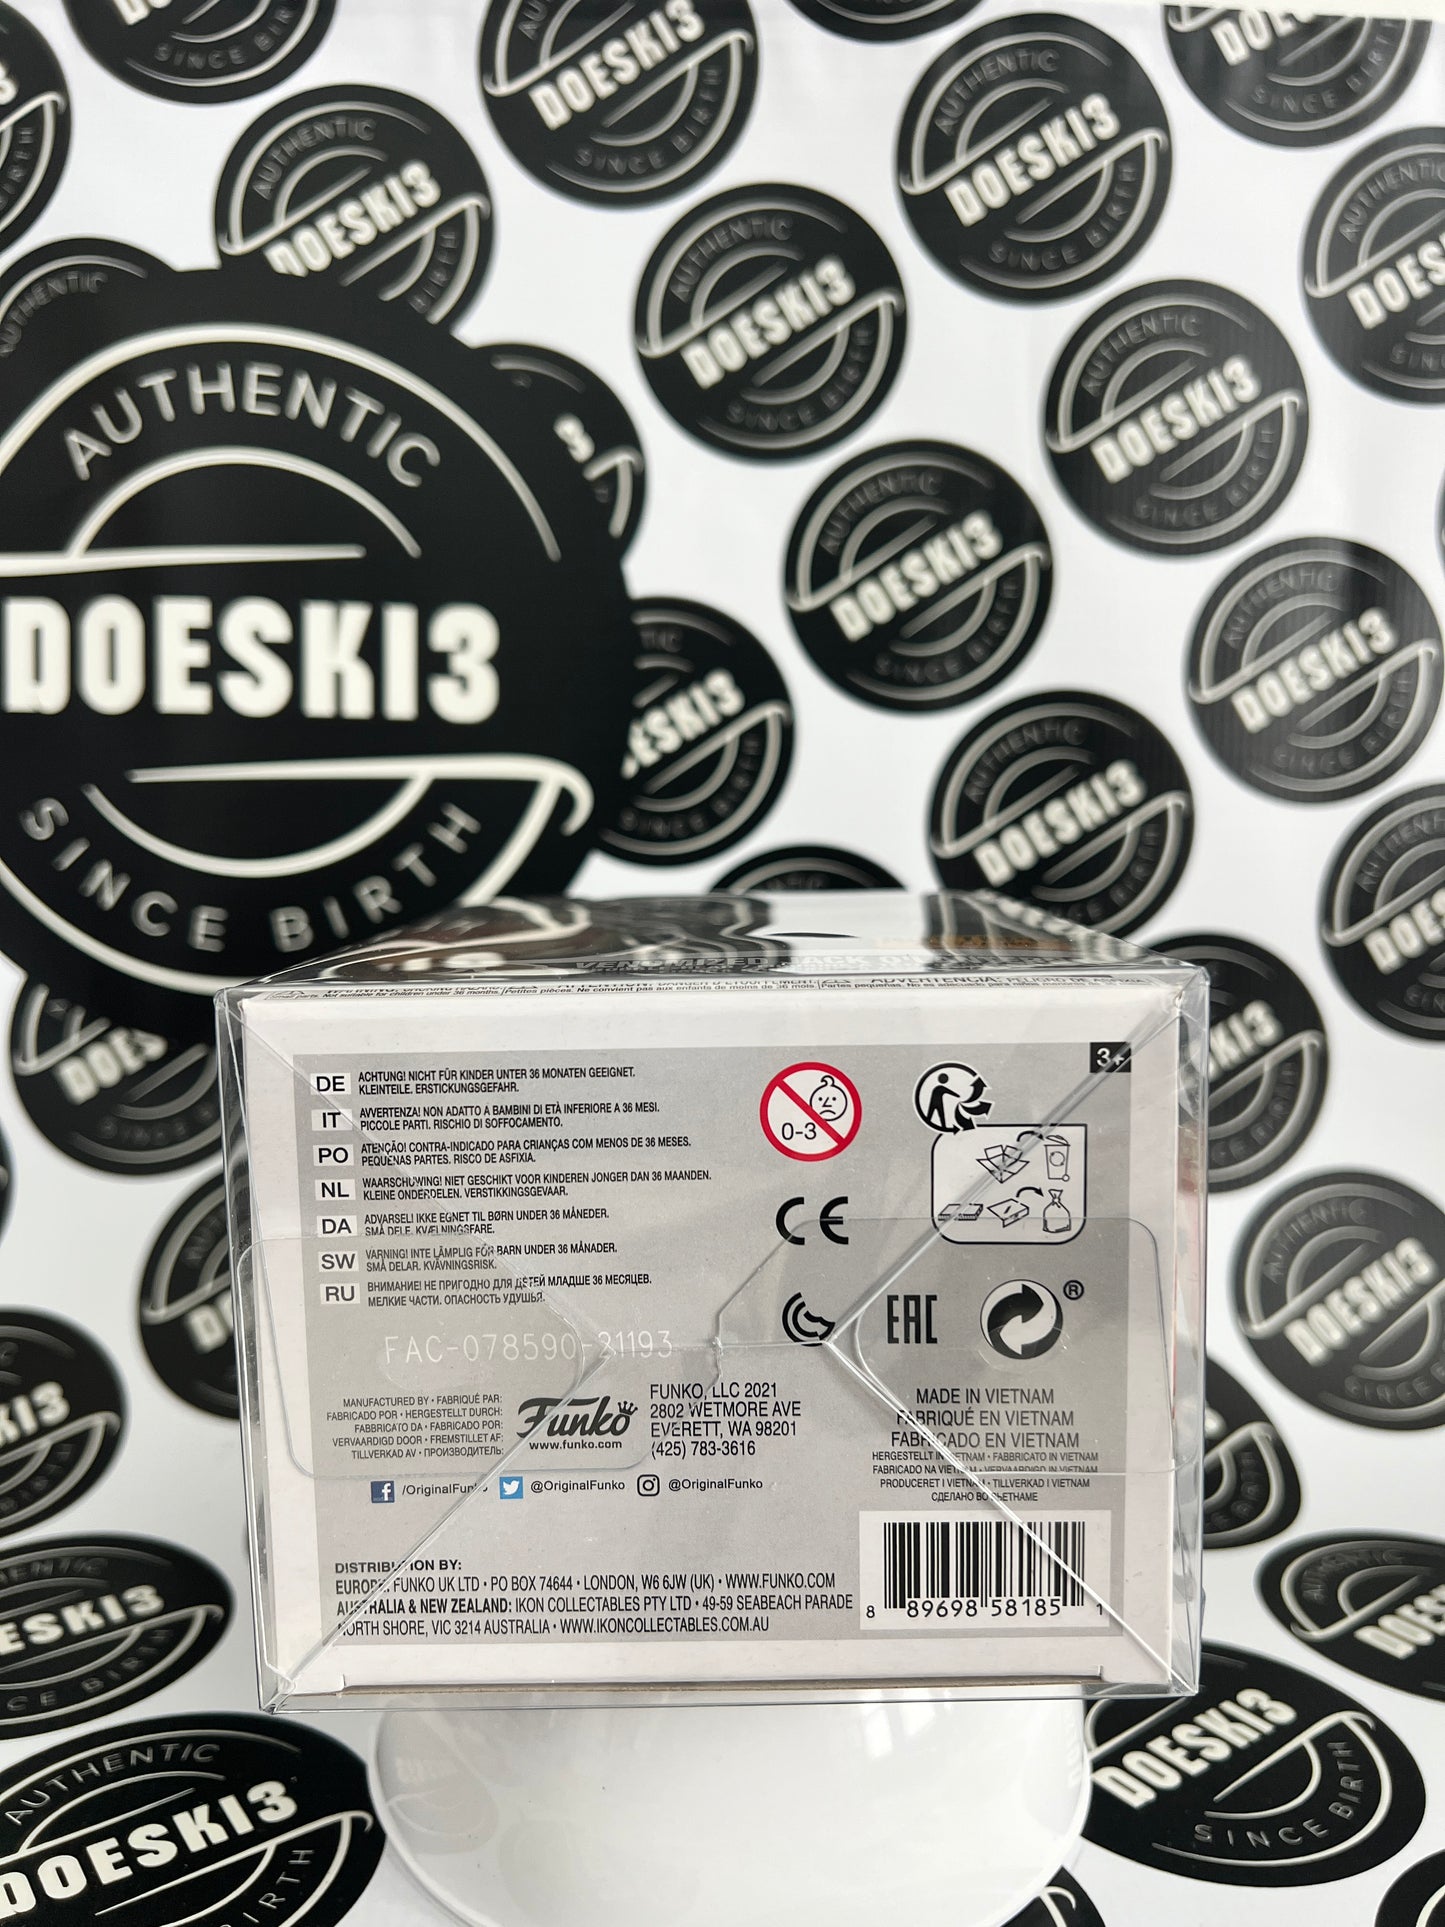 AUTHENTIC
DOESKI3
SINCE BIRTH
VENOMIZED JACK O'LANTERN
3+
DE ACHTUNG! NICHT FÜR KINDER UNTER 36 MONATEN GEEIGNET.
KLEINTEILE. ERSTICKUNGSGEFAHR.
IT AVVERTENZA! NON ADATTO A BAMBINI DI ETÀ INFERIORE A 36 MESI.
PICCOLE PARTI. RISCHIO DI SOFFOCAMENTO.
PO ATENÇÃO! CONTRA-INDICADO PARA CRIANÇAS COM MENOS DE 36 MESES.
PEQUENAS PARTES. RISCO DE ASFIXIA.
NL WAARSCHUWING! NIET GESCHIKT VOOR KINDEREN JONGER DAN 36 MAANDEN.
KLEINE ONDERDELEN. VERSTIKKINGSGEVAAR.
DA ADVARSEL! IKKE EGNET TIL BØRN UNDER 36 MÅNEDER.
SMÅ DELE. KVÆLNINGSFARE.
SW VARNING! INTE LÄMPLIG FÖR BARN UNDER 36 MÅNADER.
SMÅ DELAR. KVÄVNINGSRISK.
RU ВНИМАНИЕ! НЕ ПРИГОДНО ДЛЯ ДЕТЕЙ МЛАДШЕ 36 МЕСЯЦЕВ.
МЕЛКИЕ ЧАСТИ. ОПАСНОСТЬ УДУШЬЯ.
0-3
CE
EAC
®
FAC-078590-21193
MANUFACTURED BY • FABRIQUÉ PAR:
FABRICADO POR • HERGESTELLT DURCH:
FABBRICATO DA • FABRICADO POR:
VERVAARDIGD DOOR • FREMSTILLET AF:
TILLVERKAD AV • ПРОИЗВОДИТЕЛЬ:
Funko
www.funko.com
FUNKO, LLC 2021
2802 WETMORE AVE
EVERETT, WA 98201
(425) 783-3616
MADE IN VIETNAM
FABRIQUÉ EN VIETNAM
FABRICADO EN VIETNAM
HERGESTELLT IN VIETNAM • FABBRICATO IN VIETNAM
FABRICADO NA VIETNAM • VERVAARDIGD IN VIETNAM
PRODUCERET I VIETNAM • TILLVERKAD I VIETNAM
СДЕЛАНО ВО ВЬЕТНАМЕ
/OriginalFunko @OriginalFunko @OriginalFunko
DISTRIBUTION BY:
EUROPE: FUNKO UK LTD • PO BOX 74644 • LONDON, W6 6JW (UK) • WWW.FUNKO.COM
AUSTRALIA & NEW ZEALAND: IKON COLLECTABLES PTY LTD • 49-59 SEABEACH PARADE
NORTH SHORE, VIC 3214 AUSTRALIA • WWW.IKONCOLLECTABLES.COM.AU
8 89698 58185 1